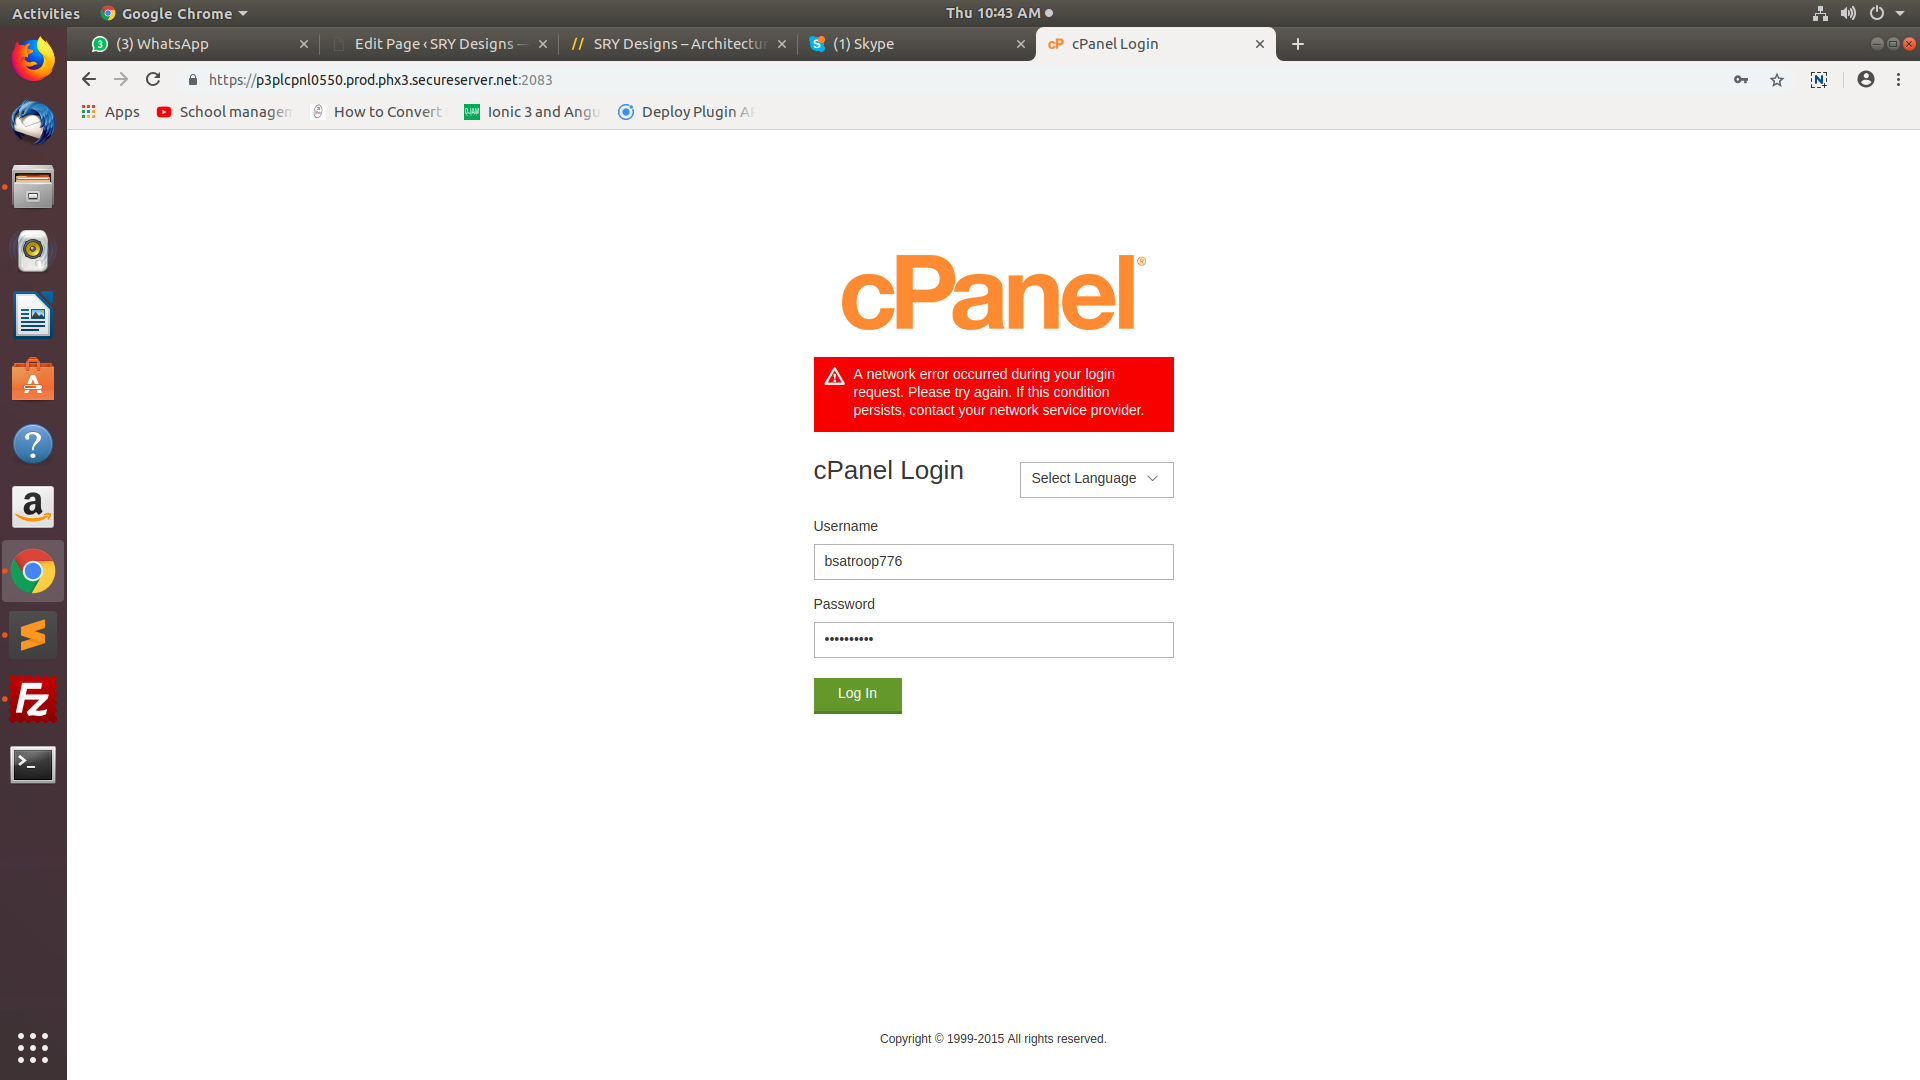 Activities
Google Chrome
Thu 10:43 AM
(3) WhatsApp
Edit Page ‹ SRY Designs —
SRY Designs – Architectur
(1) Skype
cPanel Login
https://p3plcpnl0550.prod.phx3.secureserver.net:2083
Apps
School managem
How to Convert
Ionic 3 and Angu
Deploy Plugin AP
cPanel®
A network error occurred during your login
request. Please try again. If this condition
persists, contact your network service provider.
cPanel Login
Select Language
Username
bsatroop776
Password
••••••••••
Log In
Copyright © 1999-2015 All rights reserved.